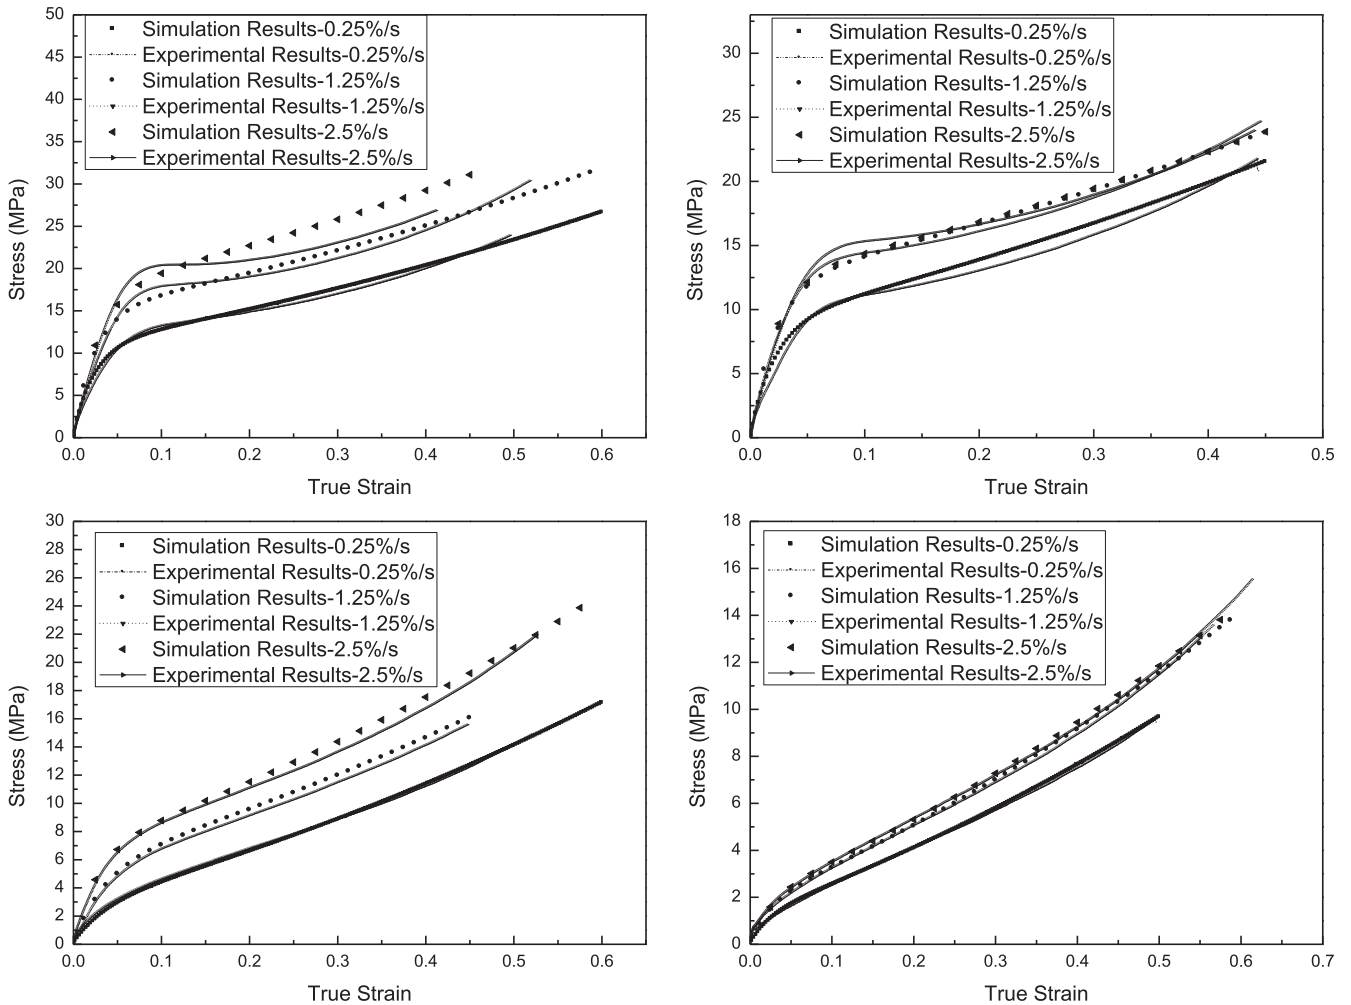 50
45
40
35
30
25
20
15
10
5
0
Stress (MPa)
Simulation Results-0.25%/s
Experimental Results-0.25%/s
Simulation Results-1.25%/s
Experimental Results-1.25%/s
Simulation Results-2.5%/s
Experimental Results-2.5%/s
0.0 0.1 0.2 0.3 0.4 0.5 0.6
True Strain
30
25
20
15
10
5
0
Stress (MPa)
Simulation Results-0.25%/s
Experimental Results-0.25%/s
Simulation Results-1.25%/s
Experimental Results-1.25%/s
Simulation Results-2.5%/s
Experimental Results-2.5%/s
0.0 0.1 0.2 0.3 0.4 0.5
True Strain
30
28
26
24
22
20
18
16
14
12
10
8
6
4
2
0
Stress (MPa)
Simulation Results-0.25%/s
Experimental Results-0.25%/s
Simulation Results-1.25%/s
Experimental Results-1.25%/s
Simulation Results-2.5%/s
Experimental Results-2.5%/s
0.0 0.1 0.2 0.3 0.4 0.5 0.6
True Strain
18
16
14
12
10
8
6
4
2
0
Stress (MPa)
Simulation Results-0.25%/s
Experimental Results-0.25%/s
Simulation Results-1.25%/s
Experimental Results-1.25%/s
Simulation Results-2.5%/s
Experimental Results-2.5%/s
0.0 0.1 0.2 0.3 0.4 0.5 0.6 0.7
True Strain